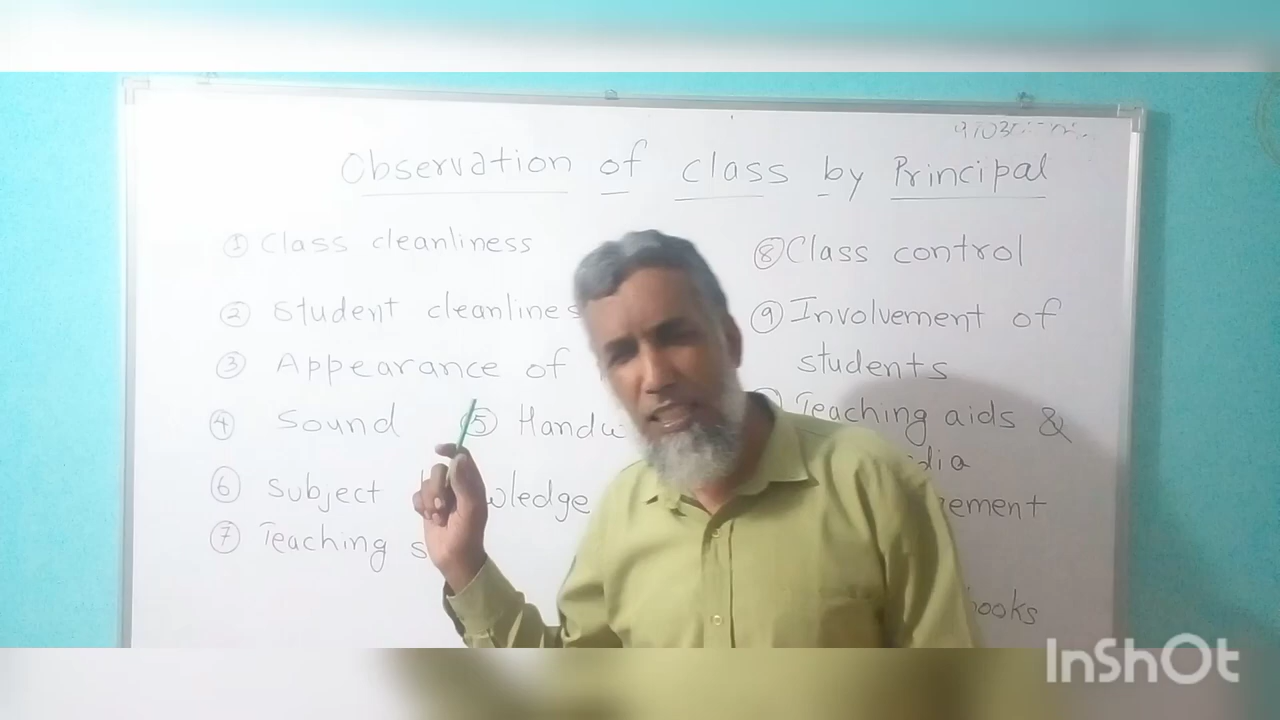 Observation of class by Principal
① Class cleanliness
② Student cleanlines
③ Appearance of
④ Sound ⑤ Handw
⑥ Subject wledge
⑦ Teaching s
⑧ Class control
⑨ Involvement of
students
Teaching aids &
dia
ement
ooks
InShOt